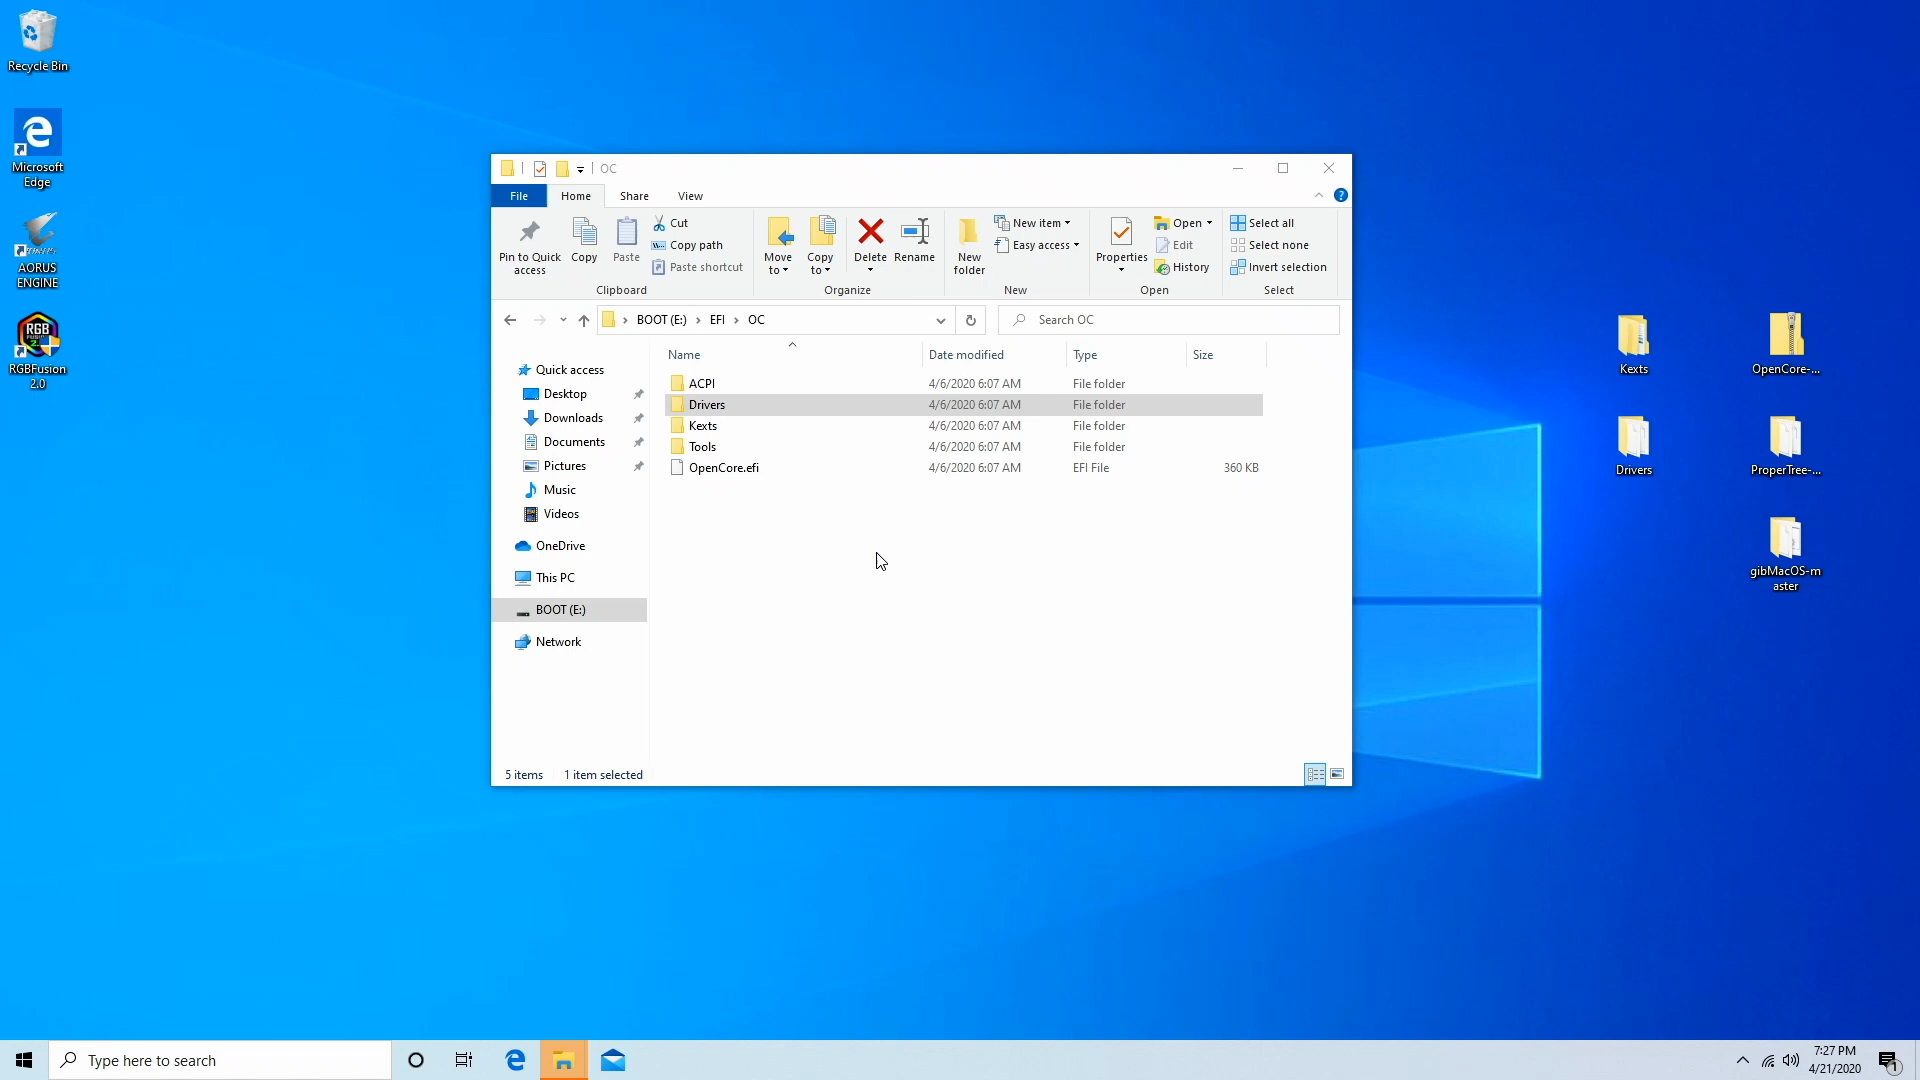 Recycle Bin
Microsoft
Edge
AORUS
ENGINE
RGB
RGBFusion
2.0
OC
File
Home
Share
View
Pin to Quick
access
Copy
Paste
Cut
Copy path
Paste shortcut
Clipboard
Move
to
Copy
to
Delete
Rename
Organize
New
folder
New item
Easy access
New
Properties
Open
Edit
History
Open
Select all
Select none
Invert selection
Select
BOOT (E:)
EFI
OC
Search OC
Quick access
Desktop
Downloads
Documents
Pictures
Music
Videos
OneDrive
This PC
BOOT (E:)
Network
Name Date modified Type Size
ACPI 4/6/2020 6:07 AM File folder
Drivers 4/6/2020 6:07 AM File folder
Kexts 4/6/2020 6:07 AM File folder
Tools 4/6/2020 6:07 AM File folder
OpenCore.efi 4/6/2020 6:07 AM EFI File 360 KB
5 items 1 item selected
Kexts
OpenCore-...
Drivers
ProperTree-...
gibMacOS-m
aster
Type here to search
7:27 PM
4/21/2020
1